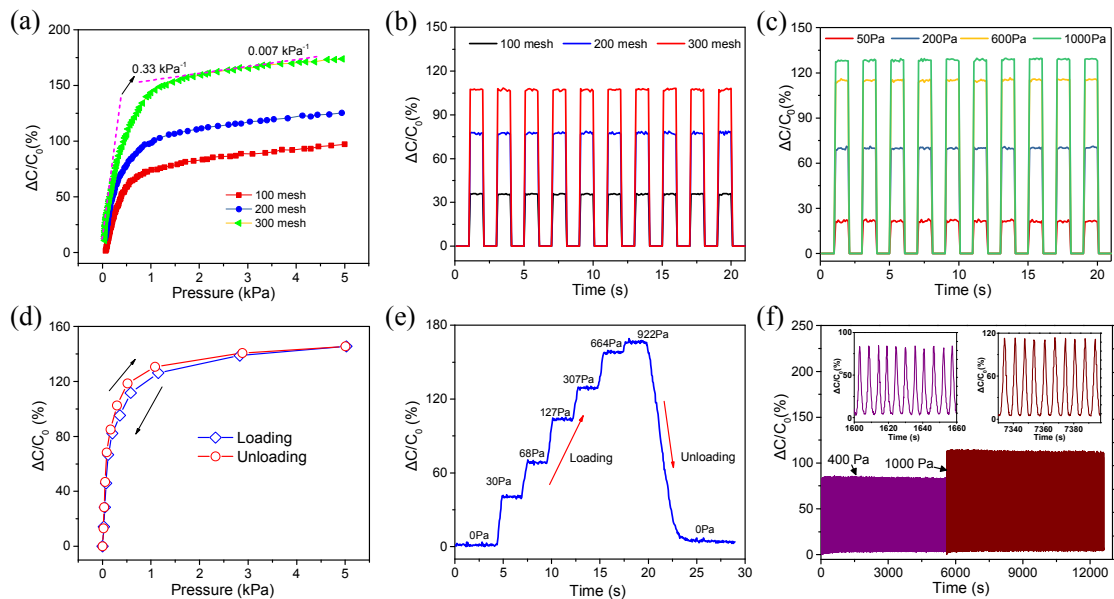 (a)
175
150
125
100
75
50
25
0
ΔC/C₀(%)
0.33 kPa⁻¹
0.007 kPa⁻¹
100 mesh
200 mesh
300 mesh
0 1 2 3 4 5
Pressure (kPa)
(b)
100 mesh 200 mesh 300 mesh
150
120
90
60
30
0
ΔC/C₀(%)
0 5 10 15 20
Time (s)
(c)
50Pa 200Pa 600Pa 1000Pa
150
120
90
60
30
0
ΔC/C₀(%)
0 5 10 15 20
Time (s)
(d)
160
120
80
40
0
ΔC/C₀ (%)
Loading
Unloading
0 1 2 3 4 5
Pressure (kPa)
(e)
180
120
60
0
ΔC/C₀ (%)
0Pa
30Pa
68Pa
127Pa
307Pa
664Pa
922Pa
Loading
Unloading
0Pa
0 5 10 15 20 25 30
Time (s)
(f)
250
200
150
100
50
0
ΔC/C₀(%)
100
50
0
ΔC/C₀(%)
1600 1620 1640 1660
Time (s)
120
60
0
ΔC/C₀(%)
7340 7360 7380
Time (s)
400 Pa
1000 Pa
0 3000 6000 9000 12000
Time (s)